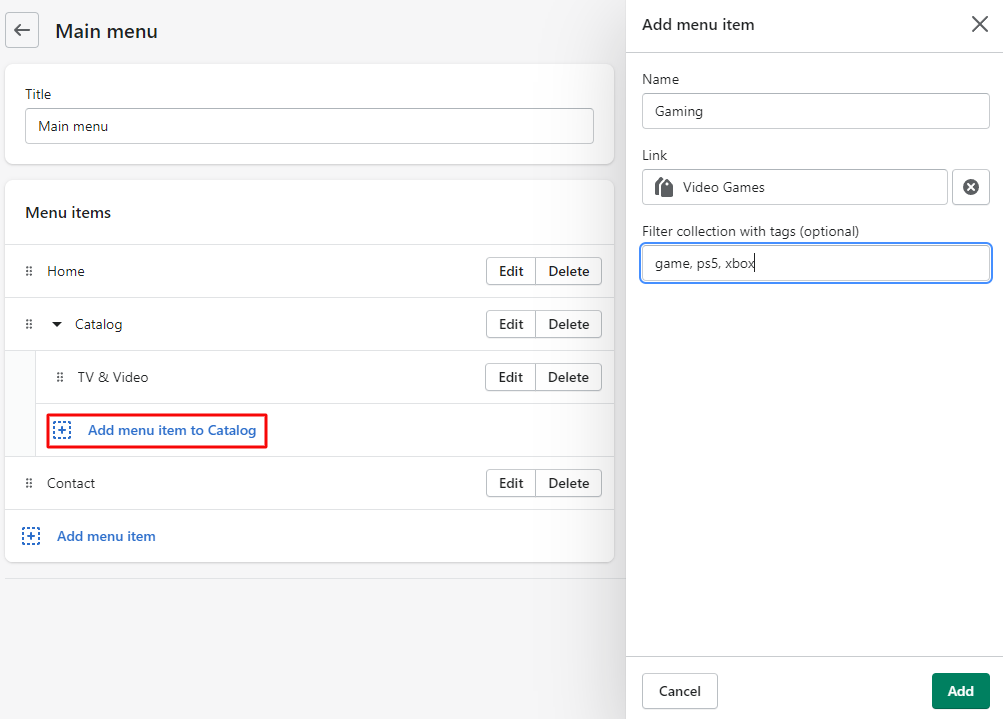 Main menu
Title
Main menu
Menu items
Home Edit Delete
Catalog Edit Delete
TV & Video Edit Delete
Add menu item to Catalog
Contact Edit Delete
Add menu item
Add menu item
Name
Gaming
Link
Video Games
Filter collection with tags (optional)
game, ps5, xbox
Cancel Add